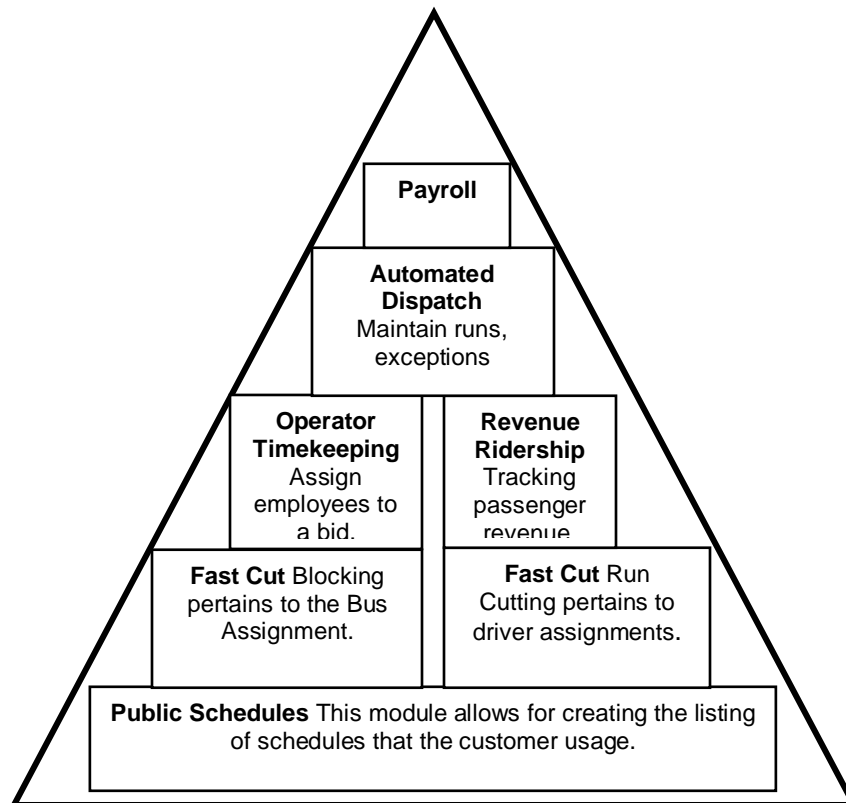 Payroll
Automated
Dispatch
Maintain runs,
exceptions
Operator
Timekeeping
Assign
employees to
a bid.
Revenue
Ridership
Tracking
passenger
revenue
Fast Cut Blocking
pertains to the Bus
Assignment.
Fast Cut Run
Cutting pertains to
driver assignments.
Public Schedules This module allows for creating the listing
of schedules that the customer usage.